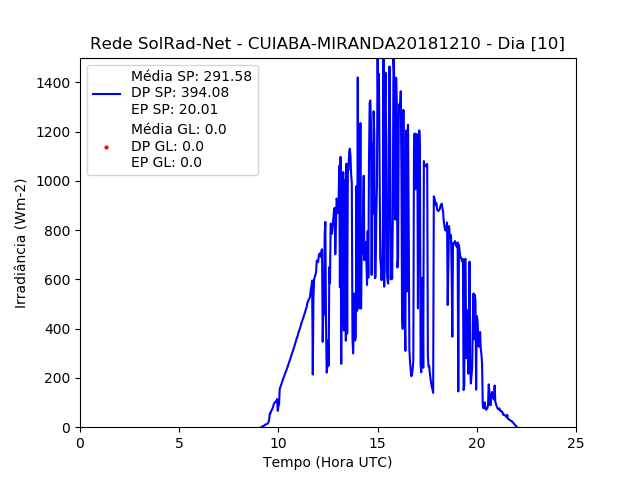 Rede SolRad-Net - CUIABA-MIRANDA20181210 - Dia [10]
Média SP: 291.58
DP SP: 394.08
EP SP: 20.01
Média GL: 0.0
DP GL: 0.0
EP GL: 0.0
1400
1200
1000
800
600
400
200
0
Irradiância (Wm-2)
0 5 10 15 20 25
Tempo (Hora UTC)